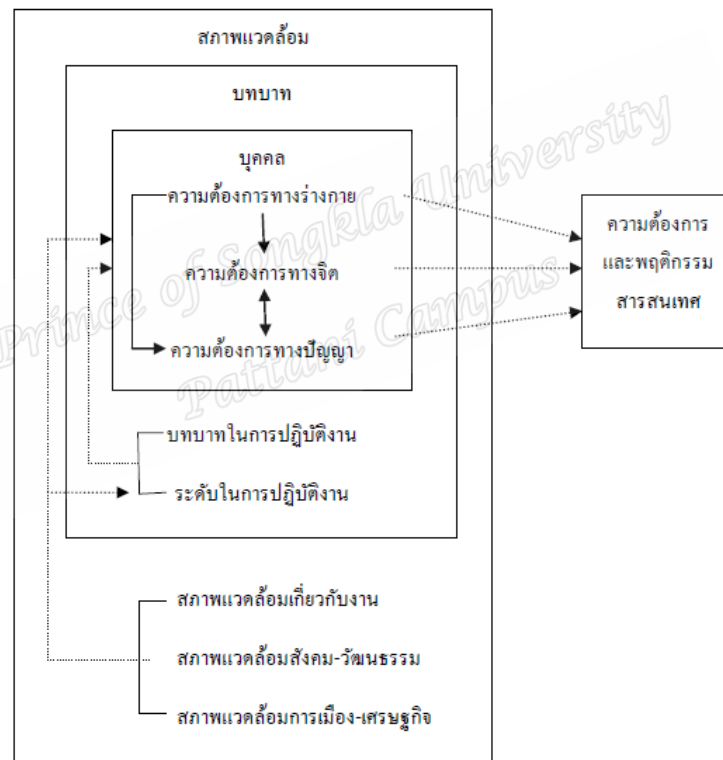 สภาพแวดล้อม
บทบาท
บุคคล
ความต้องการทางร่างกาย
ความต้องการทางจิต
ความต้องการทางปัญญา
ความต้องการ
และพฤติกรรม
สารสนเทศ
บทบาทในการปฏิบัติงาน
ระดับในการปฏิบัติงาน
สภาพแวดล้อมเกี่ยวกับงาน
สภาพแวดล้อมสังคม-วัฒนธรรม
สภาพแวดล้อมการเมือง-เศรษฐกิจ
Prince of Songkla University
Pattani Campus